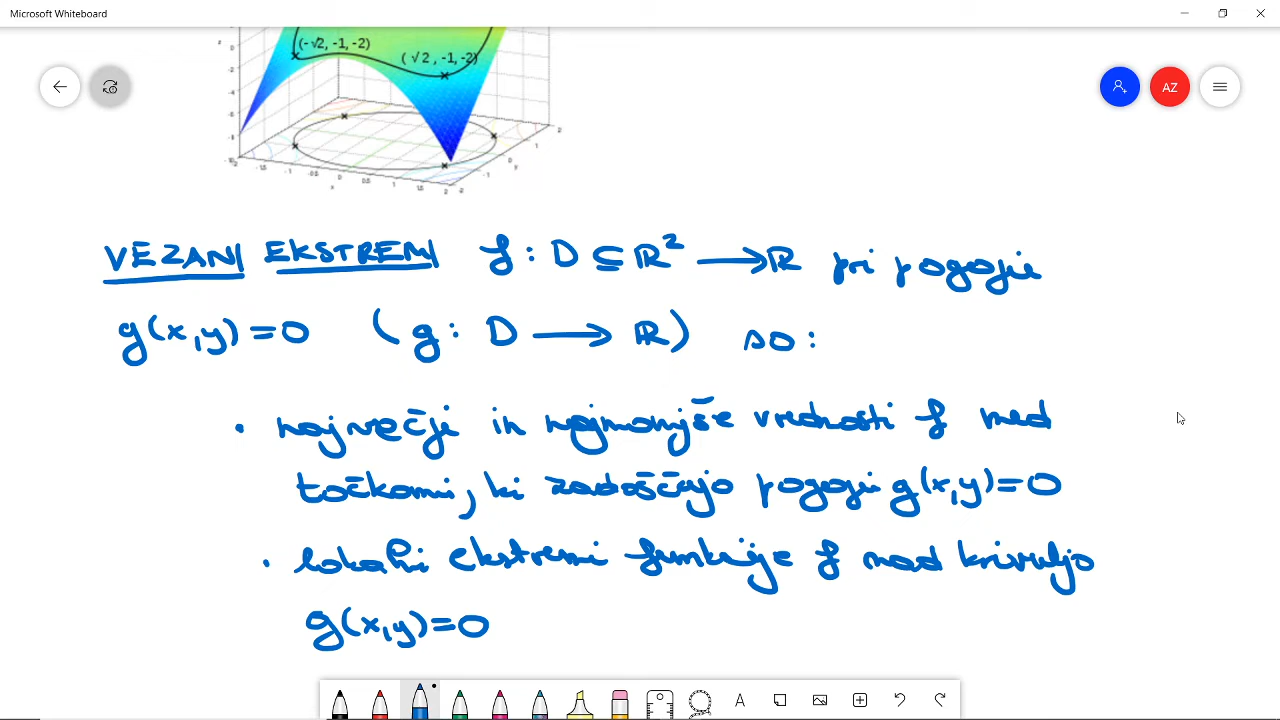 Microsoft Whiteboard
(-√2, -1, -2)
(√2, -1, -2)
AZ
VEZANI EKSTREMI f : D ⊆ ℝ² ⟶ ℝ pri pogoju
g(x,y)=0 (g : D ⟶ ℝ) so:
• največje in najmanjše vrednosti f med
točkami, ki zadoščajo pogoju g(x,y)=0
• lokalni ekstremi funkcije f nad krivuljo
g(x,y)=0
A